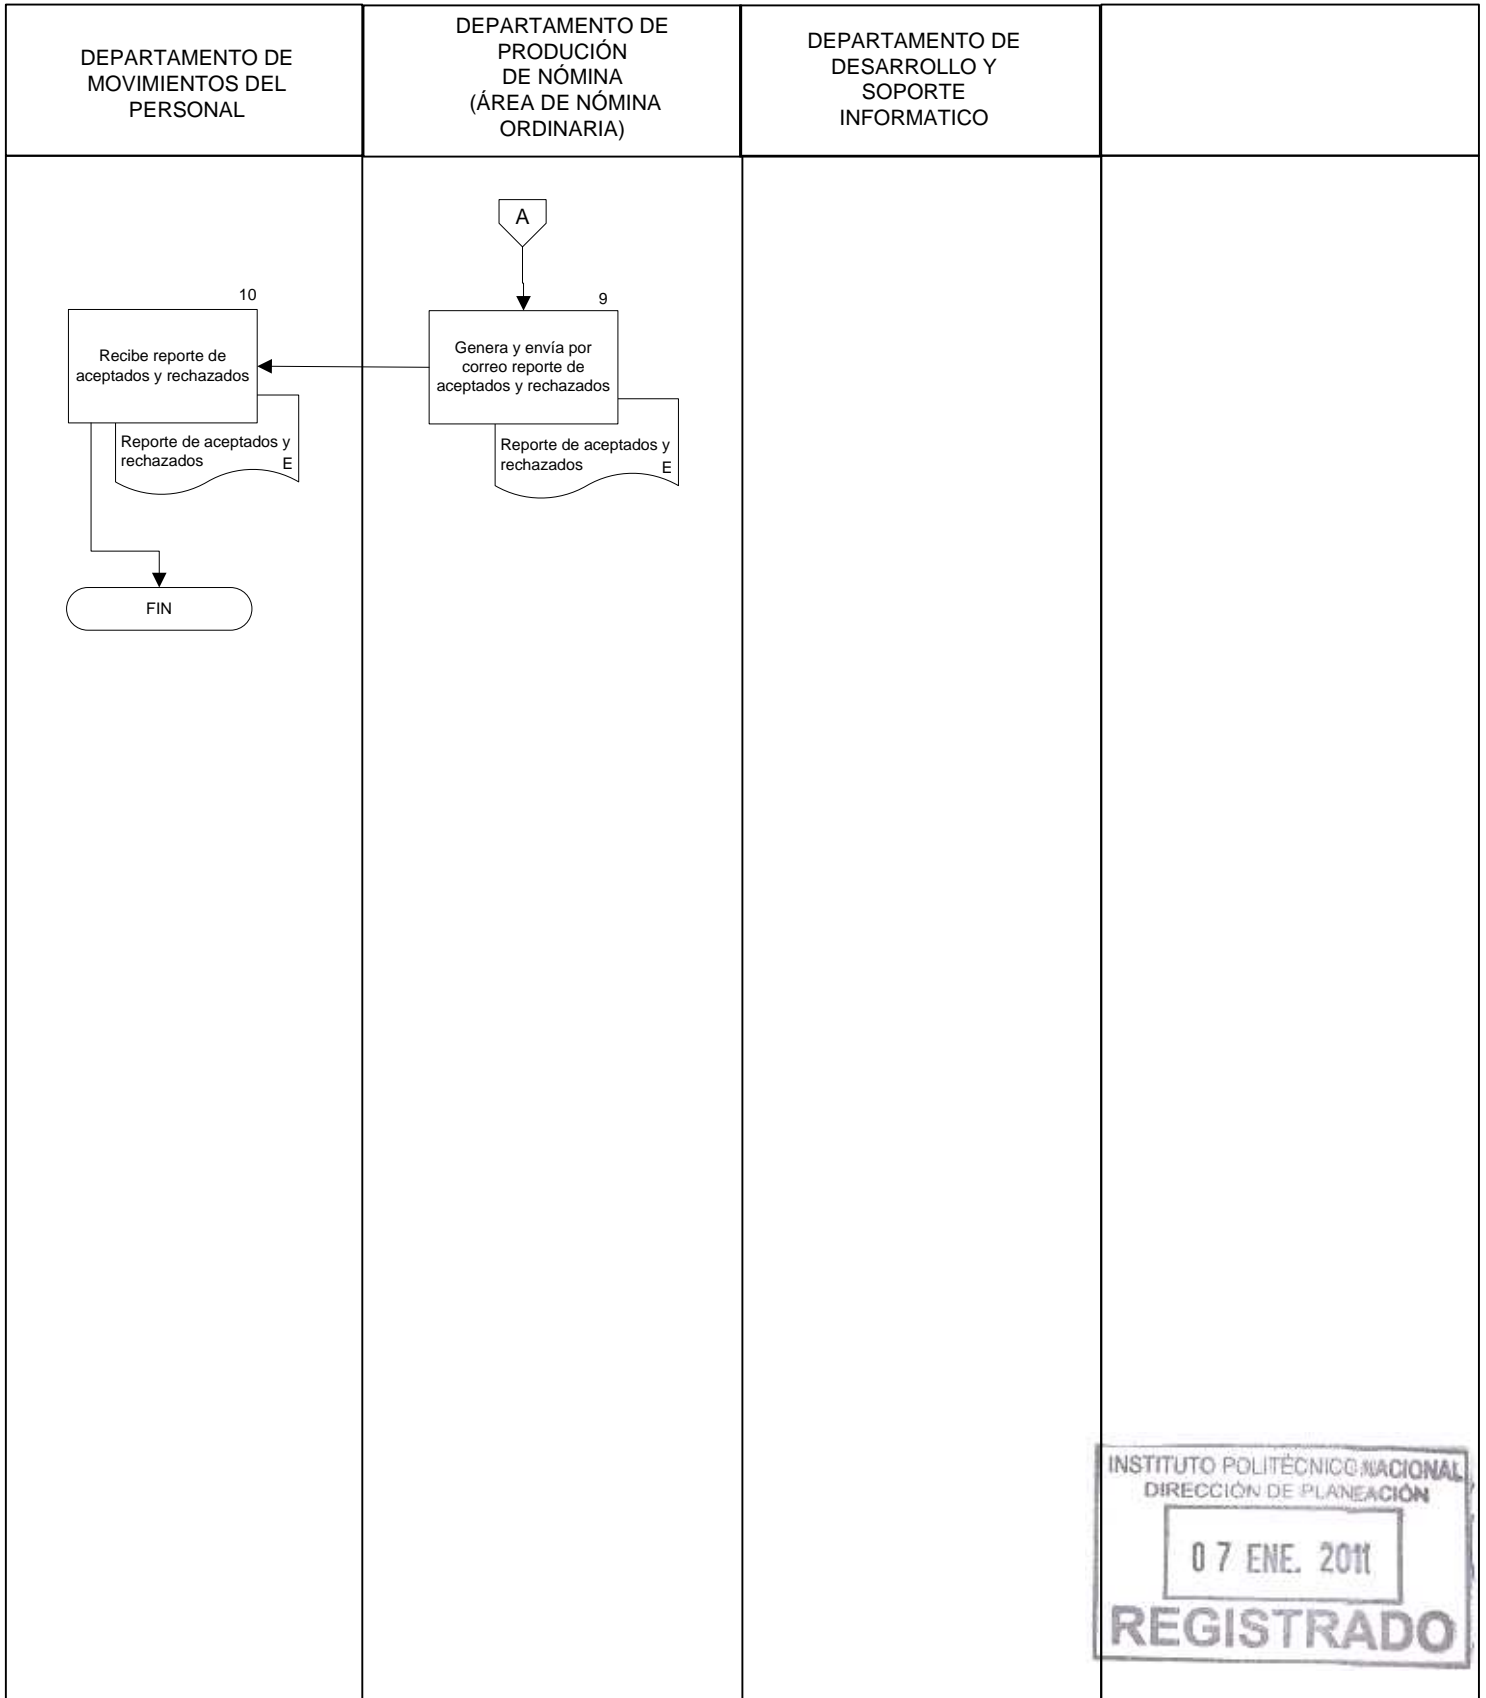 DEPARTAMENTO DE
MOVIMIENTOS DEL
PERSONAL
DEPARTAMENTO DE
PRODUCIÓN
DE NÓMINA
(ÁREA DE NÓMINA
ORDINARIA)
DEPARTAMENTO DE
DESARROLLO Y
SOPORTE
INFORMATICO
A
10
9
Recibe reporte de
aceptados y rechazados
Genera y envía por
correo reporte de
aceptados y rechazados
Reporte de aceptados y
rechazados E
Reporte de aceptados y
rechazados E
FIN
INSTITUTO POLITÉCNICO NACIONAL
DIRECCIÓN DE PLANEACIÓN
0 7 ENE. 2011
REGISTRADO